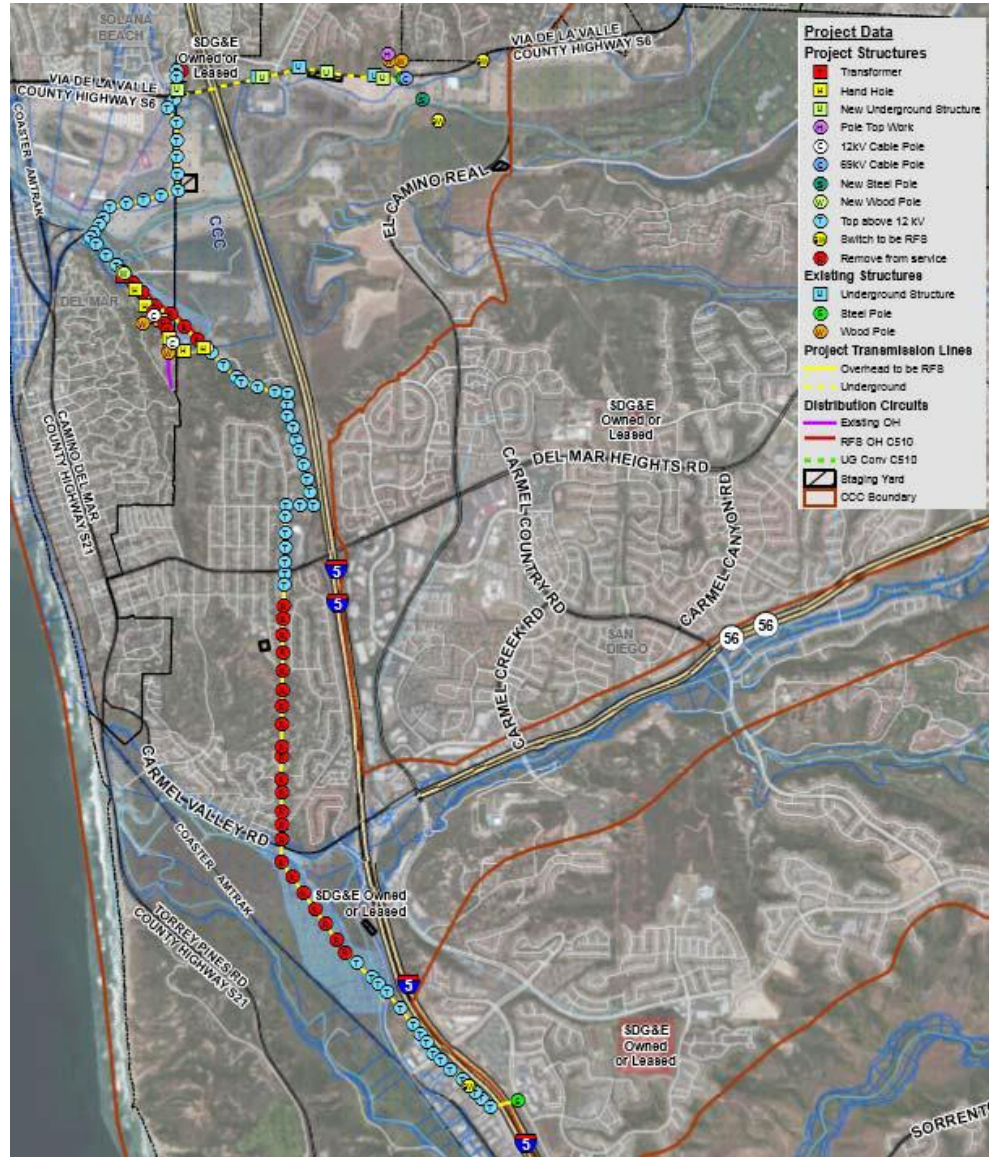 SOLANA
BEACH
SDG&E
Owned or
Leased
VIA DE LA VALLE
COUNTY HIGHWAY S6
VIA DE LA VALLE
COUNTY HIGHWAY S6
COASTER AMTRAK
CCC
EL CAMINO REAL
DEL MAR
CAMINO DEL MAR
COUNTY HIGHWAY S21
SDG&E
Owned or
Leased
DEL MAR HEIGHTS RD
CARMEL COUNTRY RD
CARMEL CANYON RD
5
5
CARMEL CREEK RD
SAN
DIEGO
56
56
CARMEL VALLEY RD
COASTER AMTRAK
SDG&E Owned
or Leased
TORREY PINES RD
COUNTY HIGHWAY S21
5
SDG&E
Owned
or Leased
5
SORRENT
Project Data
Project Structures
T Transformer
H Hand Hole
U New Underground Structure
H Pole Top Work
C 12kV Cable Pole
C 69kV Cable Pole
S New Steel Pole
W New Wood Pole
T Top above 12 kV
SW Switch to be RFS
R Remove from service
Existing Structures
U Underground Structure
S Steel Pole
W Wood Pole
Project Transmission Lines
Overhead to be RFS
Underground
Distribution Circuits
Existing OH
RFS OH C510
UG Conv C510
Staging Yard
CCC Boundary